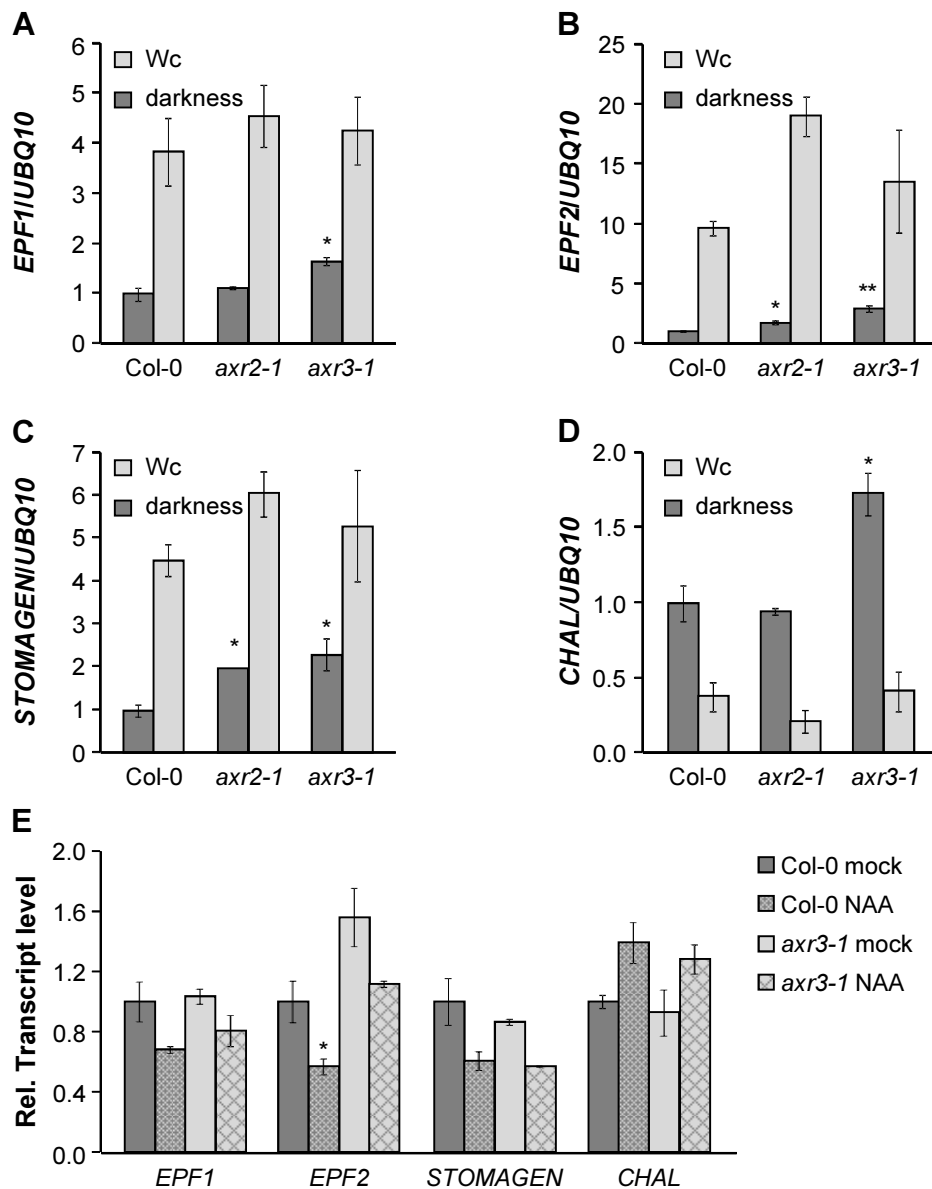 A
6
5
4
3
2
1
0
EPF1/UBQ10
Wc
darkness
*
Col-0 axr2-1 axr3-1
B
25
20
15
10
5
0
EPF2/UBQ10
Wc
darkness
*
**
Col-0 axr2-1 axr3-1
C
7
6
5
4
3
2
1
0
STOMAGEN/UBQ10
Wc
darkness
*
*
Col-0 axr2-1 axr3-1
D
2.0
1.5
1.0
0.5
0.0
CHAL/UBQ10
Wc
darkness
*
Col-0 axr2-1 axr3-1
E
2.0
1.6
1.2
0.8
0.4
0.0
Rel. Transcript level
*
EPF1 EPF2 STOMAGEN CHAL
Col-0 mock
Col-0 NAA
axr3-1 mock
axr3-1 NAA